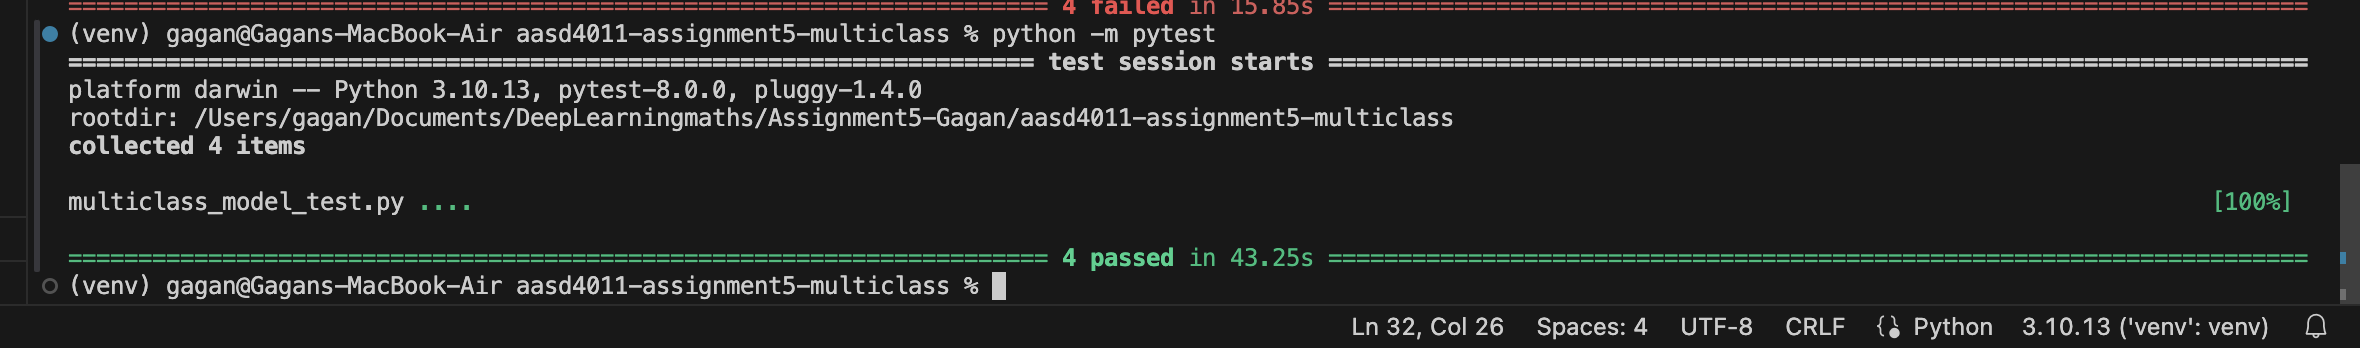 ============================== 4 failed in 15.85s ==============================
(venv) gagan@Gagans-MacBook-Air aasd4011-assignment5-multiclass % python -m pytest
============================== test session starts ==============================
platform darwin -- Python 3.10.13, pytest-8.0.0, pluggy-1.4.0
rootdir: /Users/gagan/Documents/DeepLearningmaths/Assignment5-Gagan/aasd4011-assignment5-multiclass
collected 4 items
multiclass_model_test.py .... [100%]
============================== 4 passed in 43.25s ==============================
(venv) gagan@Gagans-MacBook-Air aasd4011-assignment5-multiclass %
Ln 32, Col 26 Spaces: 4 UTF-8 CRLF Python 3.10.13 ('venv': venv)